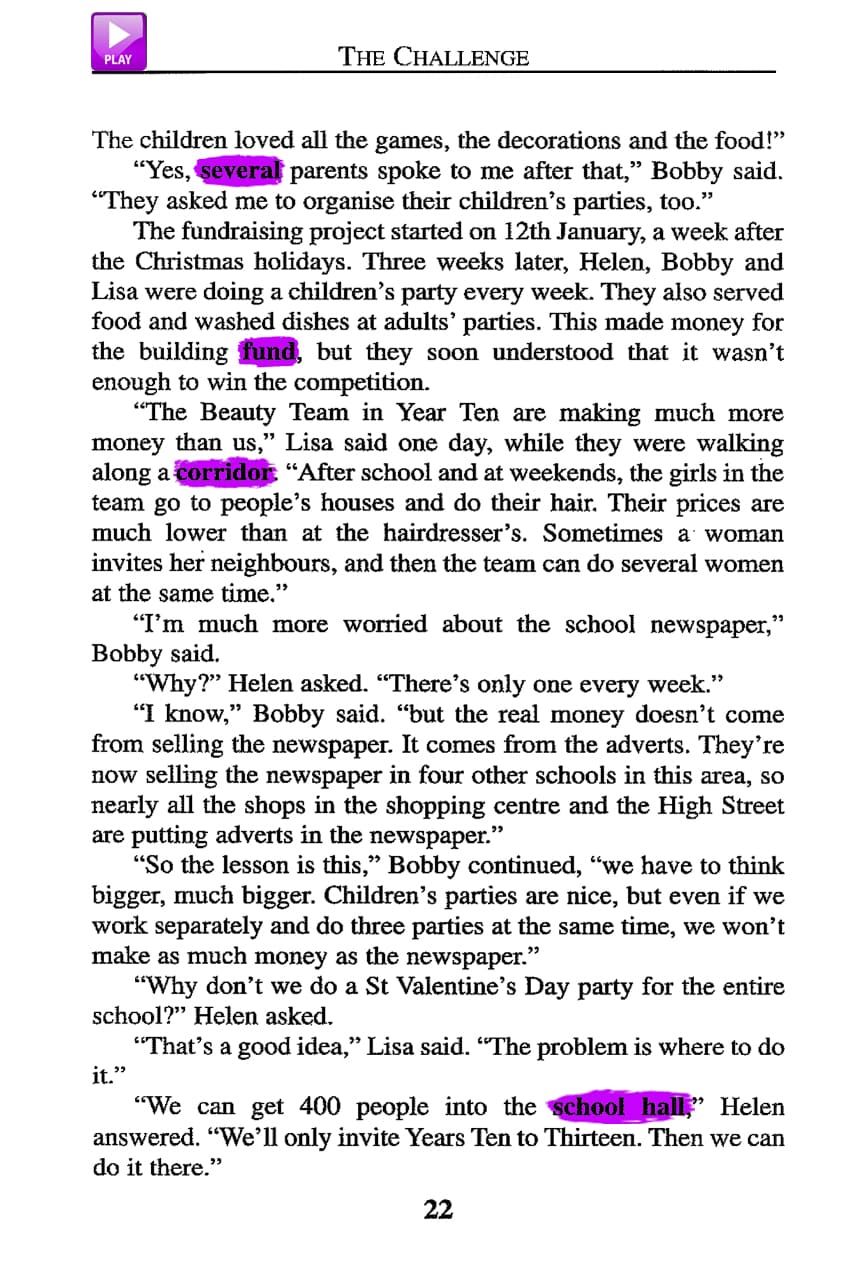 PLAY
THE CHALLENGE
The children loved all the games, the decorations and the food!”
“Yes, several parents spoke to me after that,” Bobby said.
“They asked me to organise their children’s parties, too.”
The fundraising project started on 12th January, a week after
the Christmas holidays. Three weeks later, Helen, Bobby and
Lisa were doing a children’s party every week. They also served
food and washed dishes at adults’ parties. This made money for
the building fund, but they soon understood that it wasn’t
enough to win the competition.
“The Beauty Team in Year Ten are making much more
money than us,” Lisa said one day, while they were walking
along a corridor. “After school and at weekends, the girls in the
team go to people’s houses and do their hair. Their prices are
much lower than at the hairdresser’s. Sometimes a woman
invites her neighbours, and then the team can do several women
at the same time.”
“I’m much more worried about the school newspaper,”
Bobby said.
“Why?” Helen asked. “There’s only one every week.”
“I know,” Bobby said. “but the real money doesn’t come
from selling the newspaper. It comes from the adverts. They’re
now selling the newspaper in four other schools in this area, so
nearly all the shops in the shopping centre and the High Street
are putting adverts in the newspaper.”
“So the lesson is this,” Bobby continued, “we have to think
bigger, much bigger. Children’s parties are nice, but even if we
work separately and do three parties at the same time, we won’t
make as much money as the newspaper.”
“Why don’t we do a St Valentine’s Day party for the entire
school?” Helen asked.
“That’s a good idea,” Lisa said. “The problem is where to do
it.”
“We can get 400 people into the school hall,” Helen
answered. “We’ll only invite Years Ten to Thirteen. Then we can
do it there.”
22